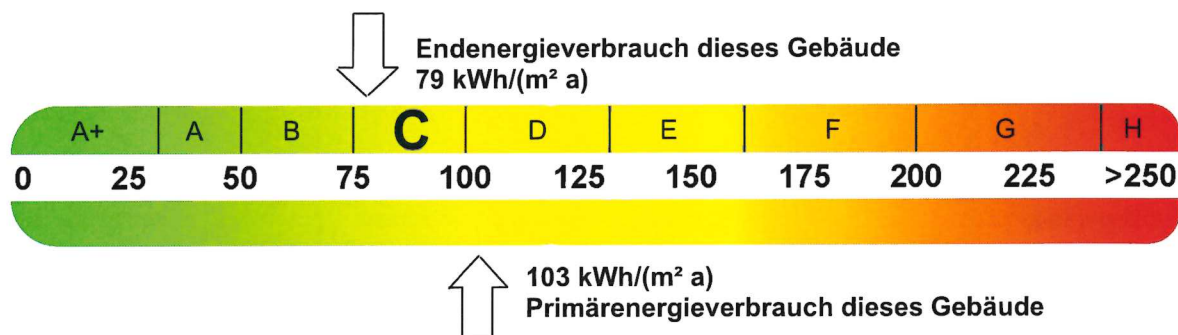 Endenergieverbrauch dieses Gebäude
79 kWh/(m² a)
A+ A B C D E F G H
0 25 50 75 100 125 150 175 200 225 >250
103 kWh/(m² a)
Primärenergieverbrauch dieses Gebäude